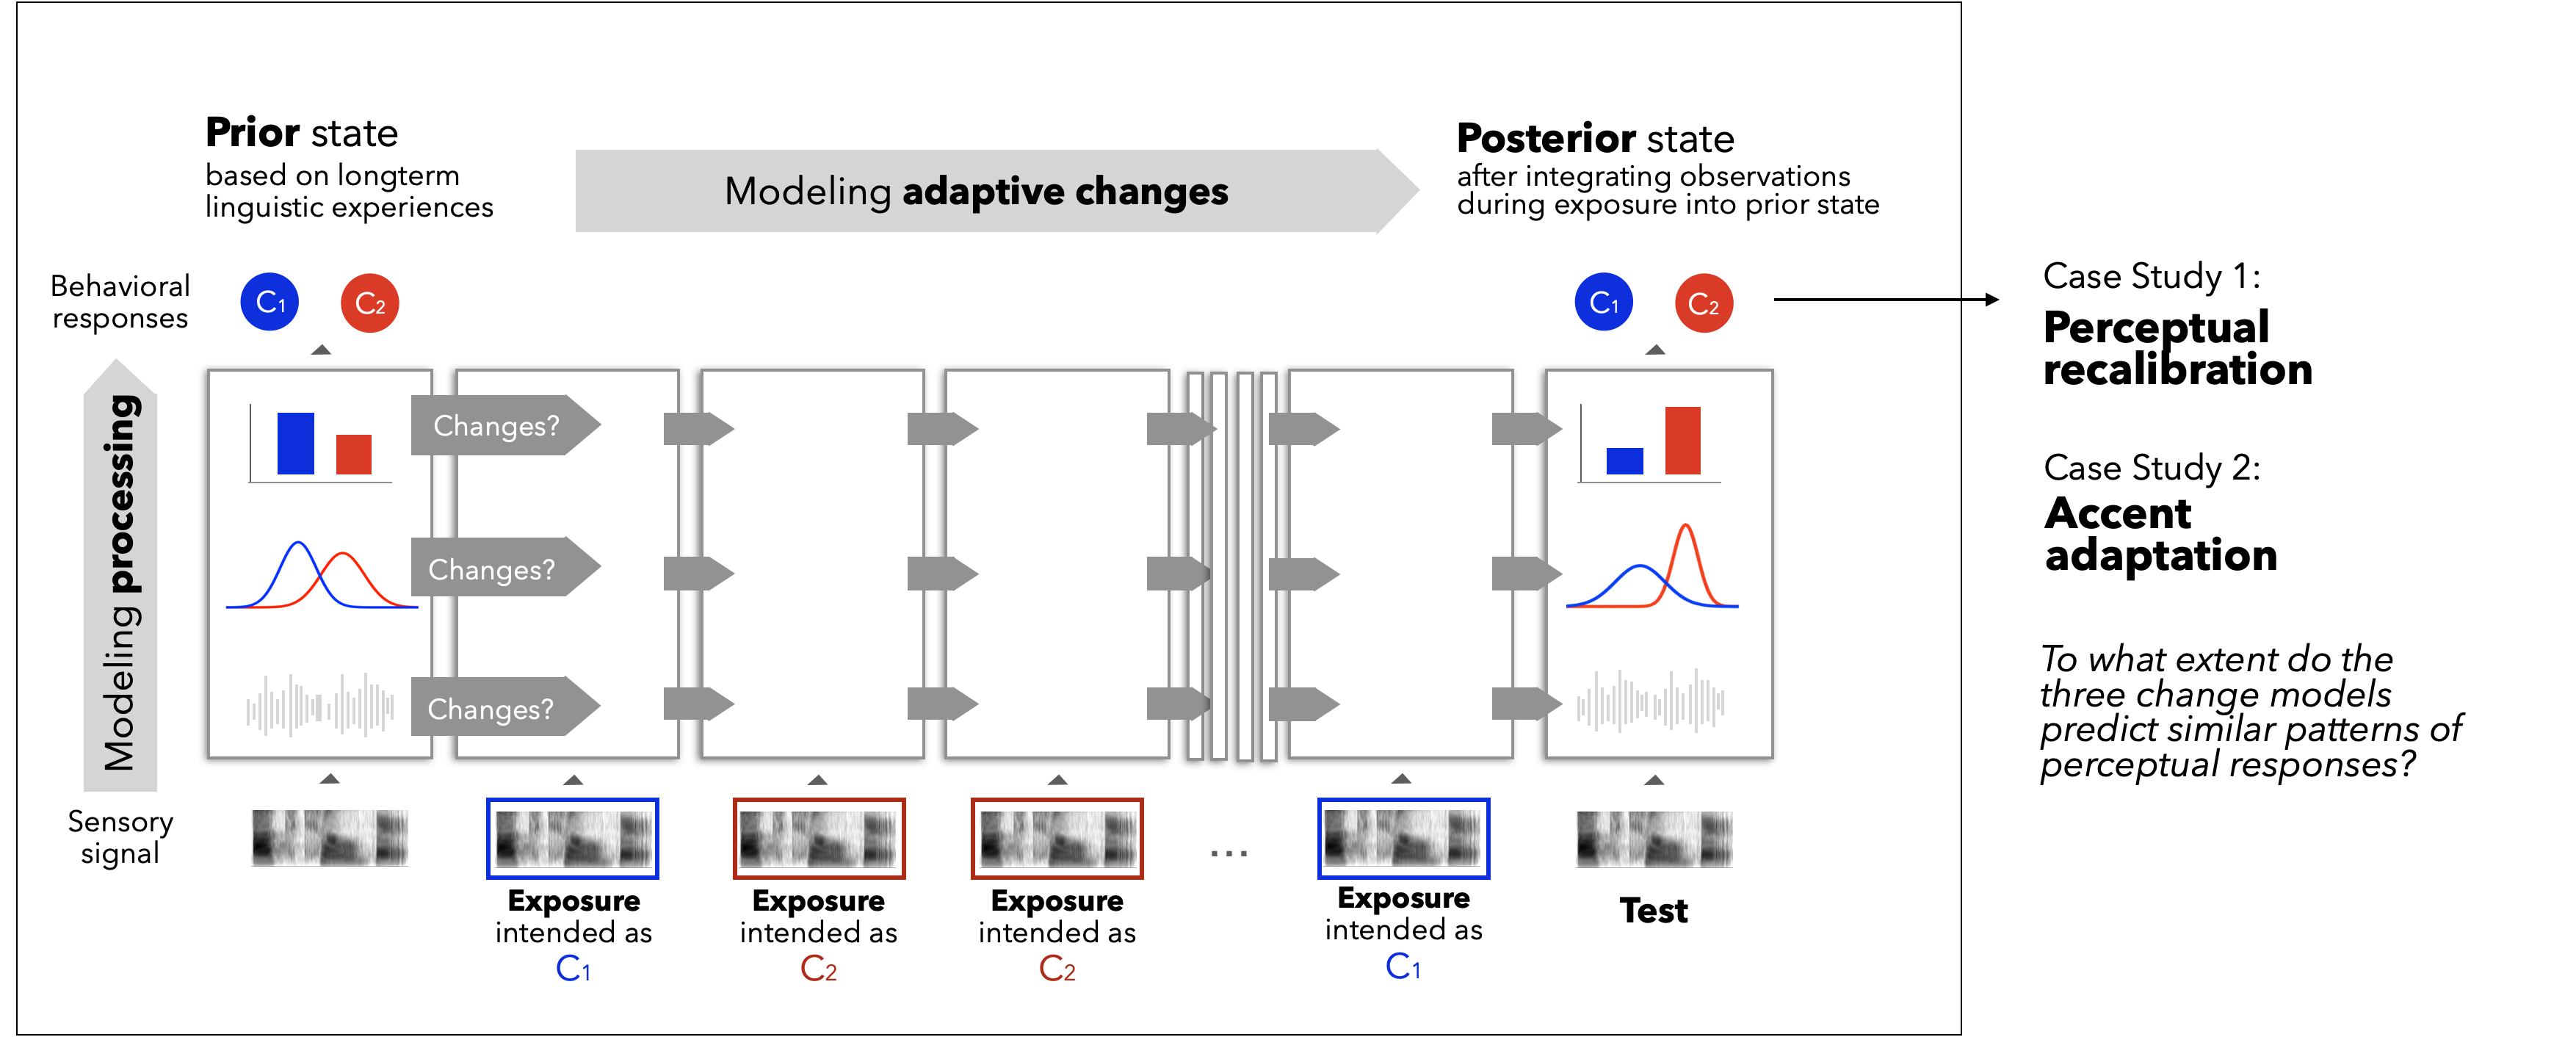 Prior state
based on longterm
linguistic experiences
Modeling adaptive changes
Posterior state
after integrating observations
during exposure into prior state
Behavioral
responses
C1
C2
C1
C2
Modeling processing
Changes?
Changes?
Changes?
Sensory
signal
Exposure
intended as
C1
Exposure
intended as
C2
Exposure
intended as
C2
...
Exposure
intended as
C1
Test
Case Study 1:
Perceptual
recalibration
Case Study 2:
Accent
adaptation
To what extent do the
three change models
predict similar patterns of
perceptual responses?